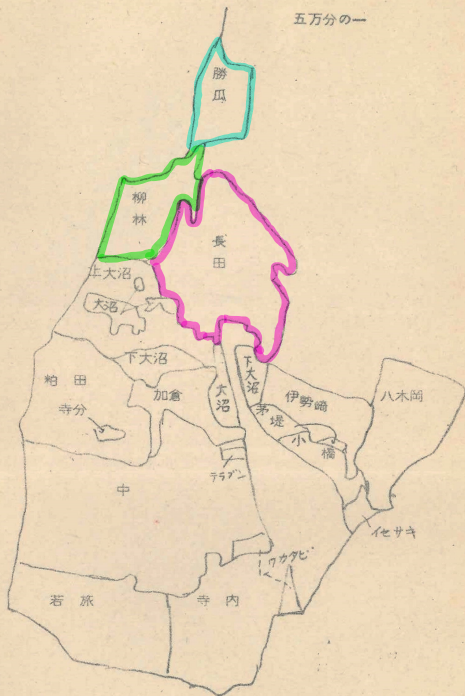 五万分の一
勝瓜
柳林
長田
上大沼
大沼
下大沼
粕田
寺分
加倉
大沼
下大沼
伊勢崎
八木岡
茅堤
小橋
テラブン
中
イセサキ
ワカタビ
若旅
寺内